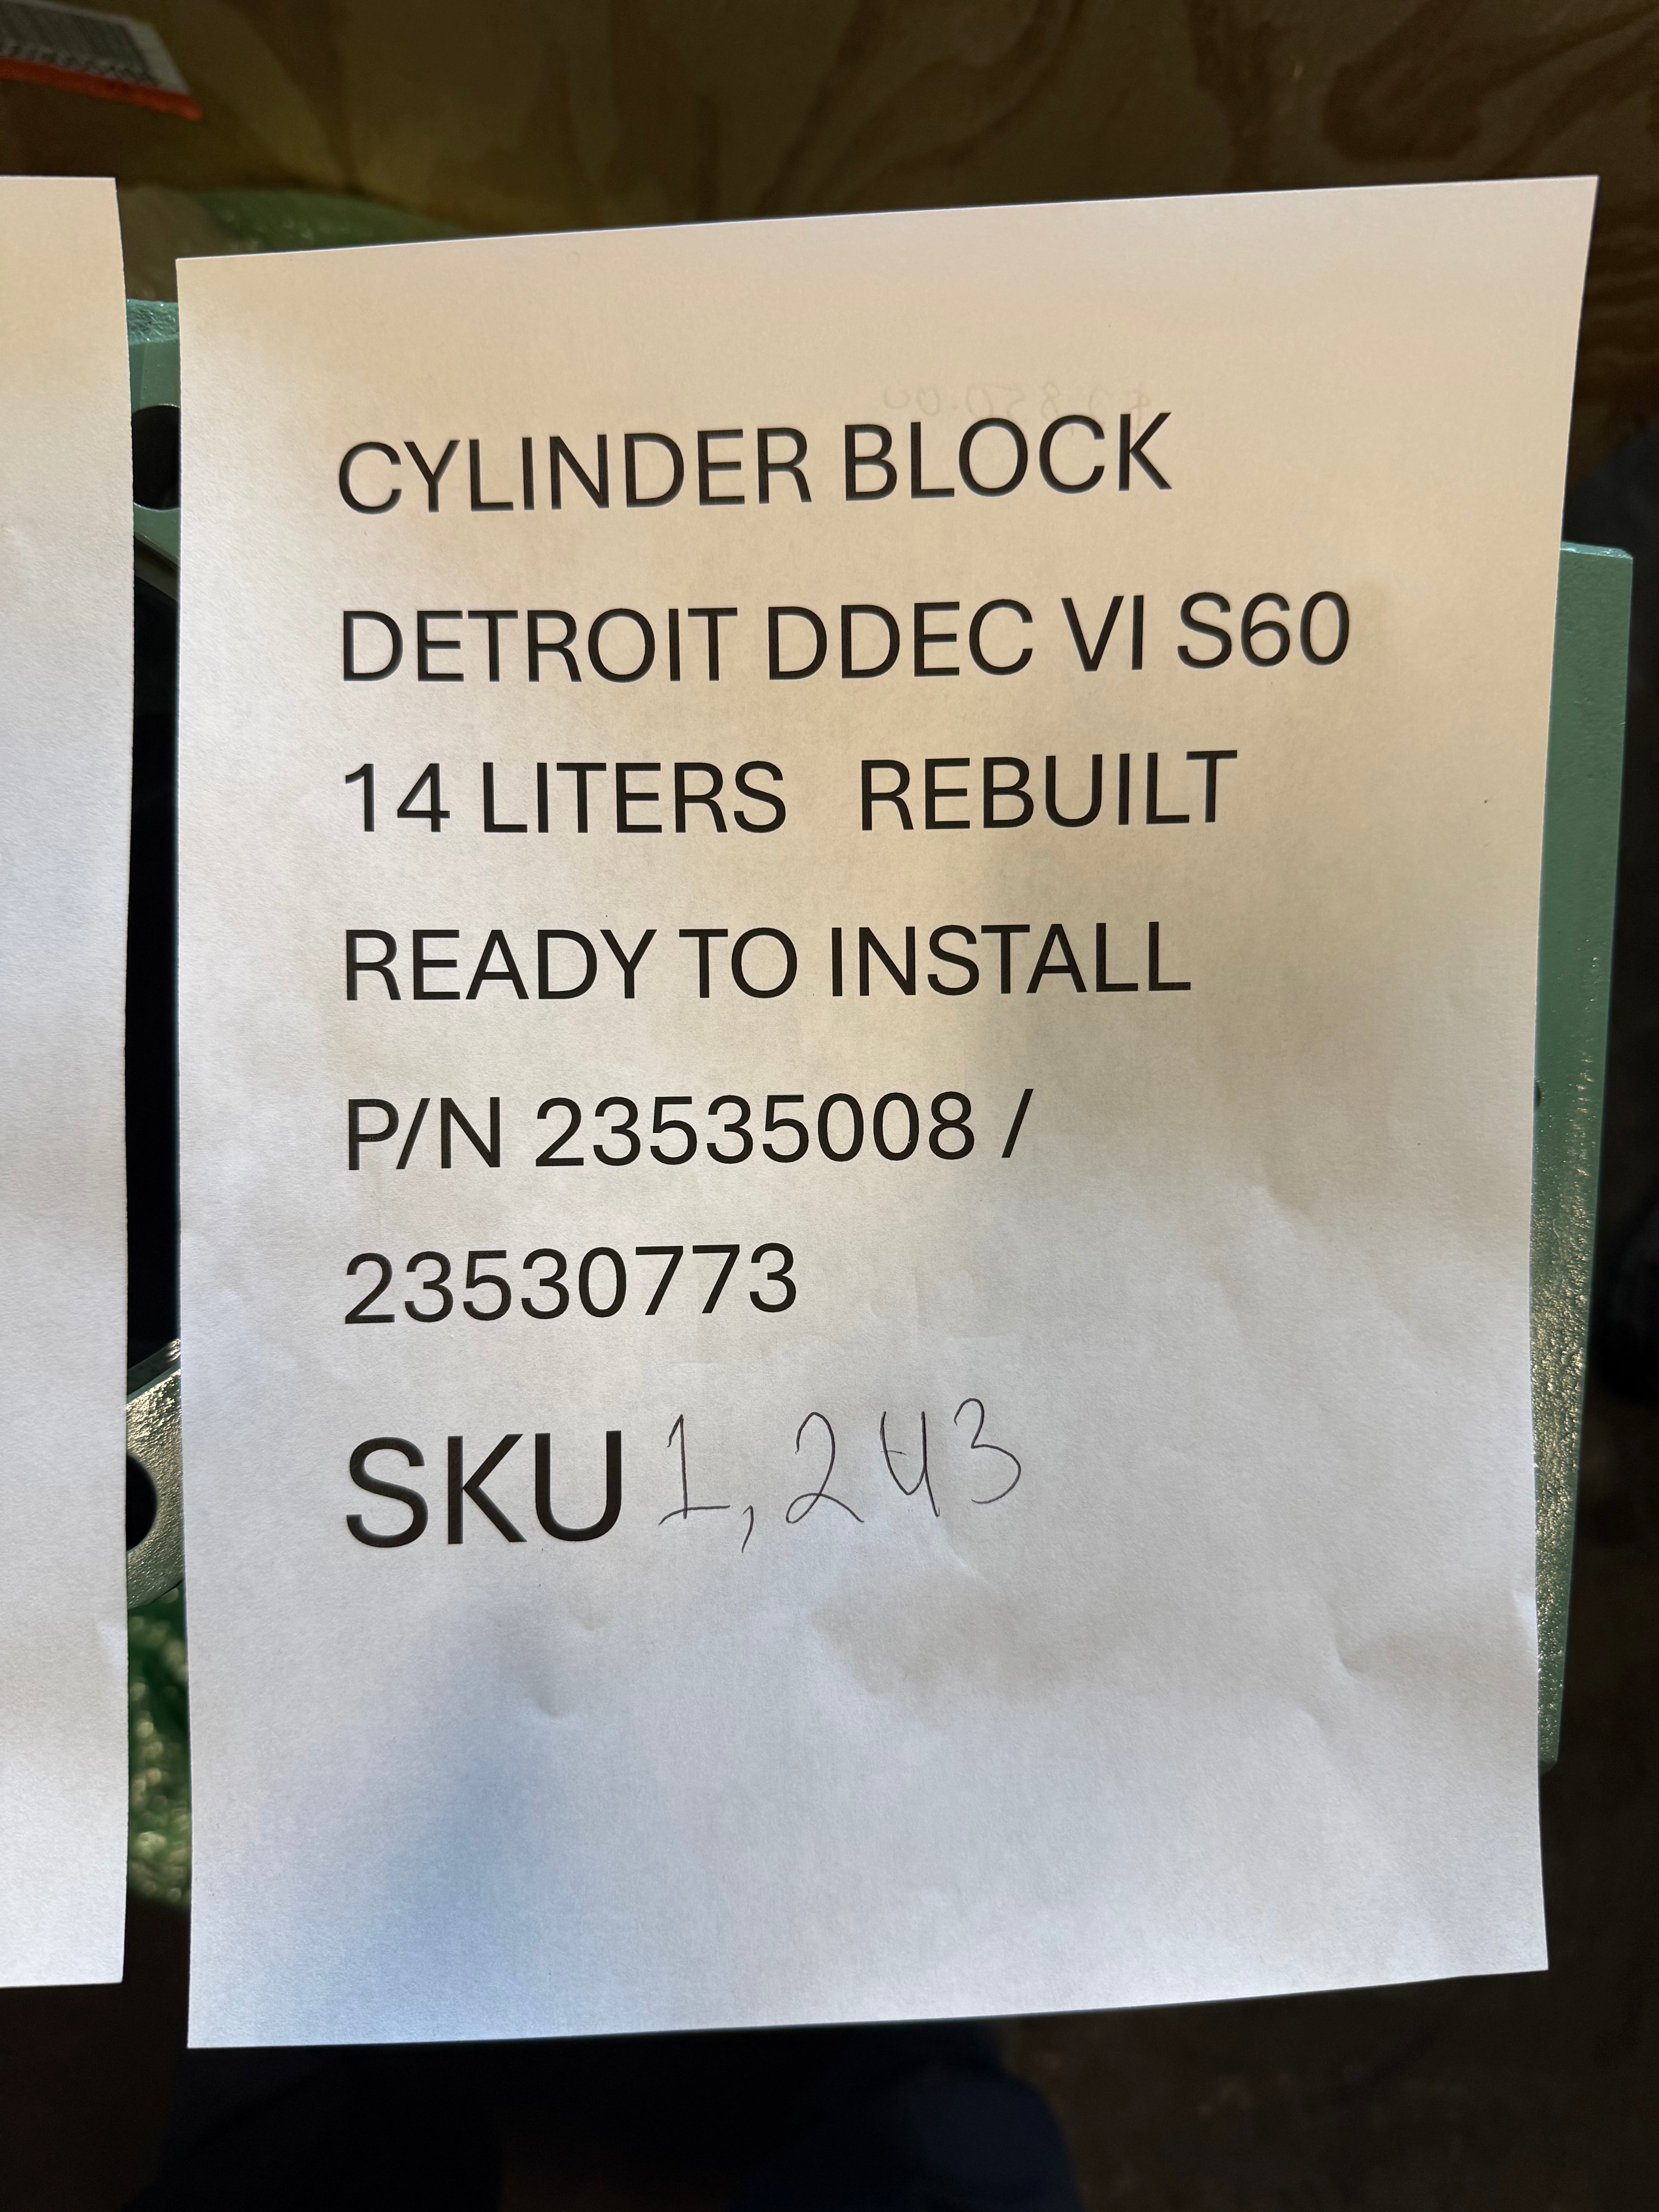 CYLINDER BLOCK
DETROIT DDEC VI S60
14 LITERS REBUILT
READY TO INSTALL
P/N 23535008 /
23530773
SKU 1,243